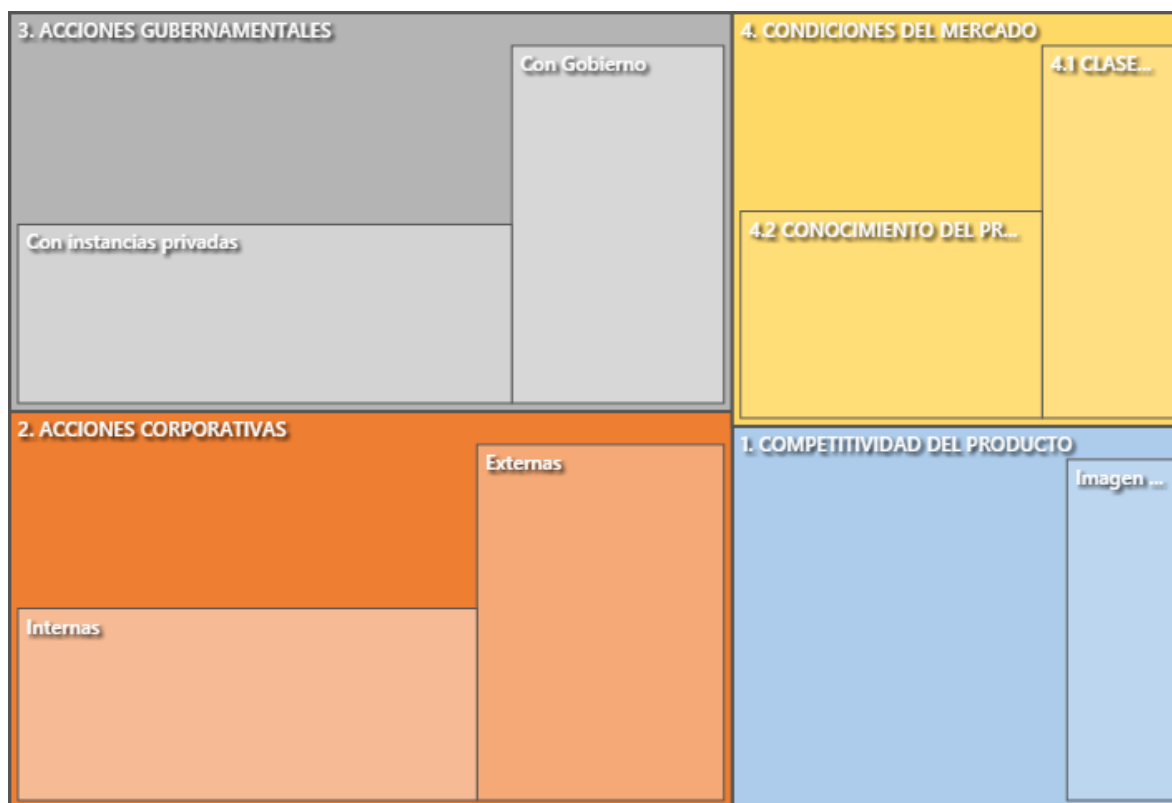 3. ACCIONES GUBERNAMENTALES
Con Gobierno
Con instancias privadas
4. CONDICIONES DEL MERCADO
4.1 CLASE...
4.2 CONOCIMIENTO DEL PR...
2. ACCIONES CORPORATIVAS
Externas
Internas
1. COMPETITIVIDAD DEL PRODUCTO
Imagen ...